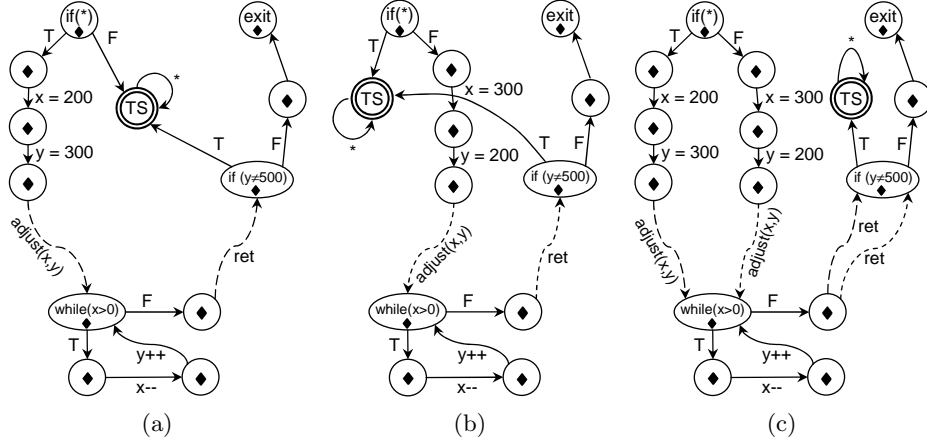 if(*)
T
F
exit
x = 200
TS
*
y = 300
T
F
if (y≠500)
adjust(x,y)
ret
while(x>0)
F
T
y++
x--
(a)
if(*)
T
F
exit
x = 300
TS
*
y = 200
T
F
if (y≠500)
adjust(x,y)
ret
while(x>0)
F
T
y++
x--
(b)
if(*)
T
F
exit
*
x = 200
x = 300
TS
y = 300
y = 200
T
F
if (y≠500)
adjust(x,y)
adjust(x,y)
ret
ret
while(x>0)
F
T
y++
x--
(c)